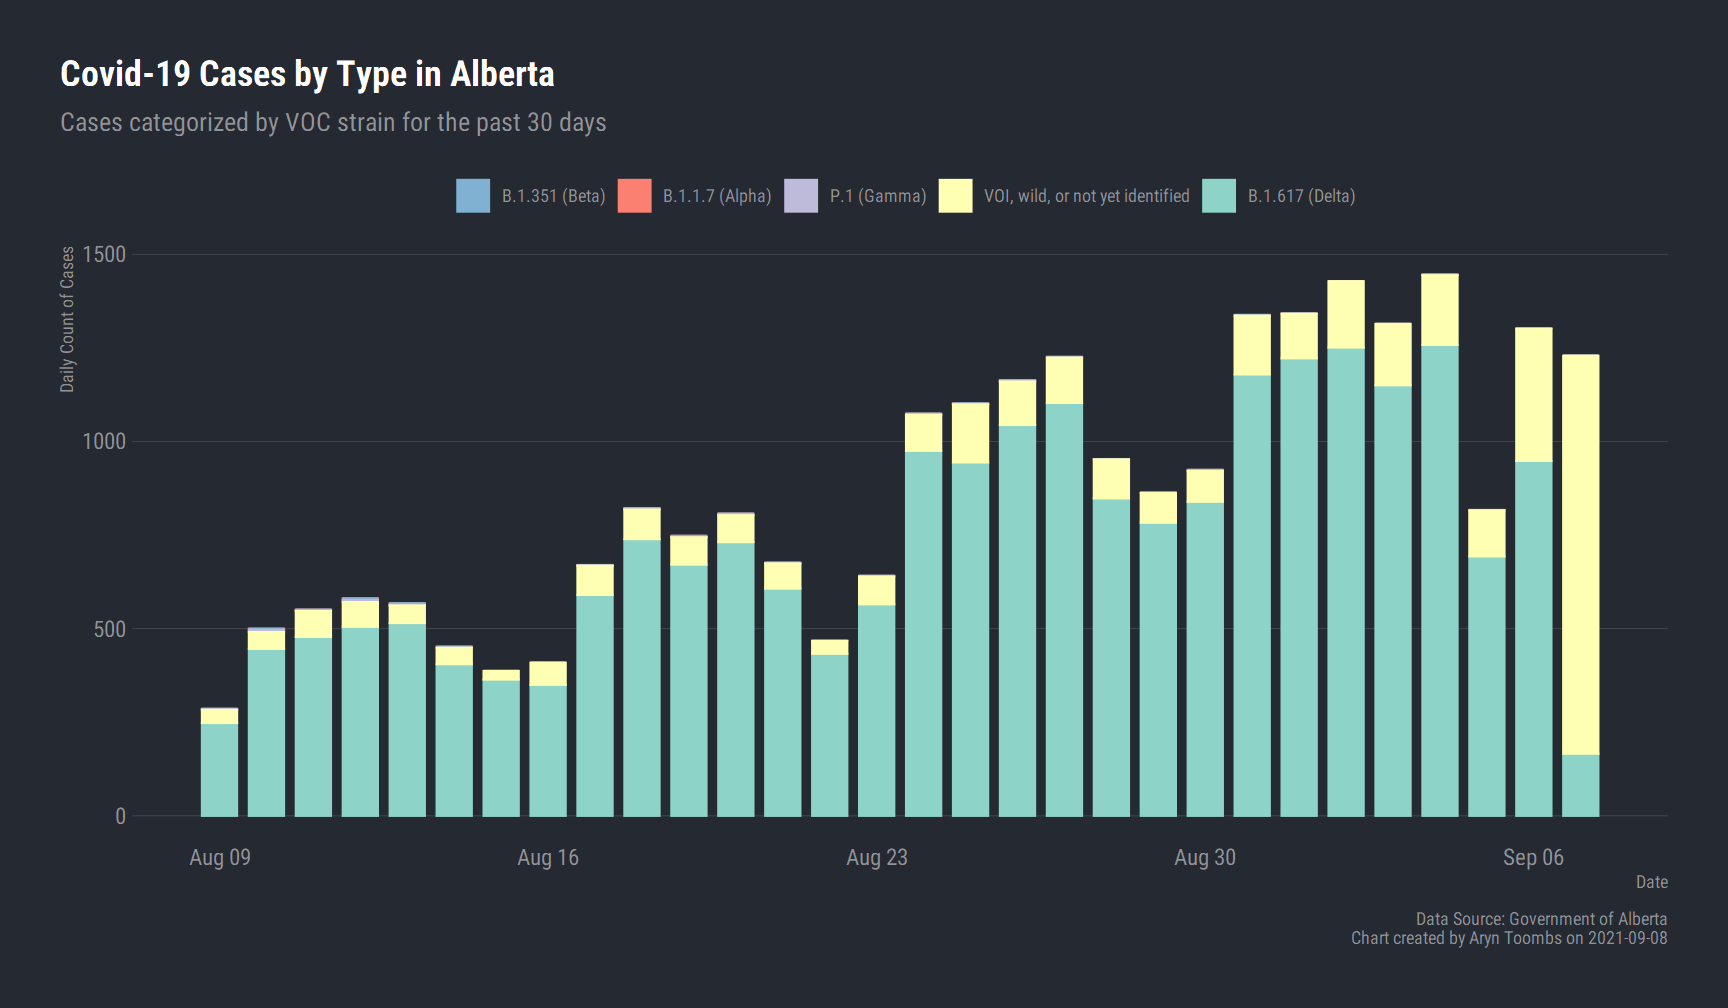 Covid-19 Cases by Type in Alberta
Cases categorized by VOC strain for the past 30 days
B.1.351 (Beta) B.1.1.7 (Alpha) P.1 (Gamma) VOI, wild, or not yet identified B.1.617 (Delta)
Daily Count of Cases
1500
1000
500
0
Aug 09 Aug 16 Aug 23 Aug 30 Sep 06
Date
Data Source: Government of Alberta
Chart created by Aryn Toombs on 2021-09-08